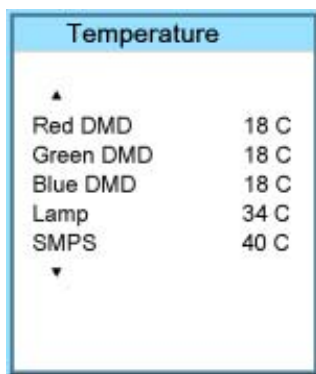 Temperature
Red DMD 18 C
Green DMD 18 C
Blue DMD 18 C
Lamp 34 C
SMPS 40 C